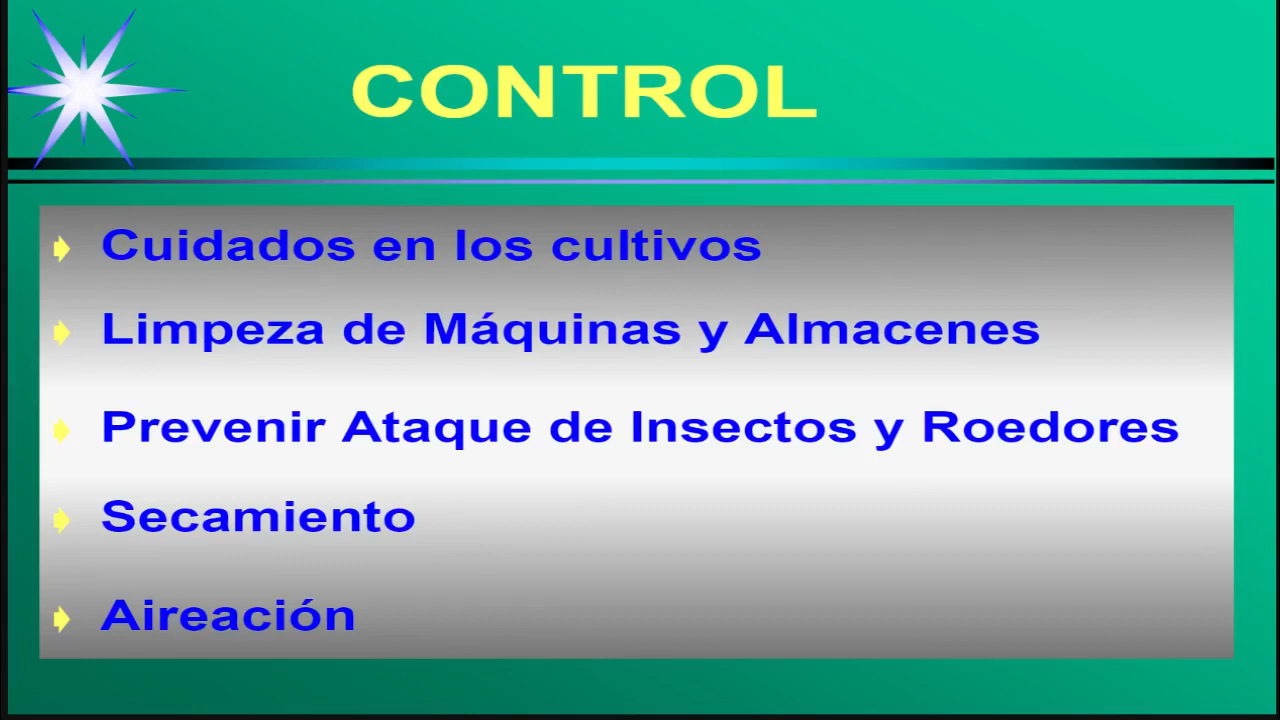 CONTROL
Cuidados en los cultivos
Limpeza de Máquinas y Almacenes
Prevenir Ataque de Insectos y Roedores
Secamiento
Aireación